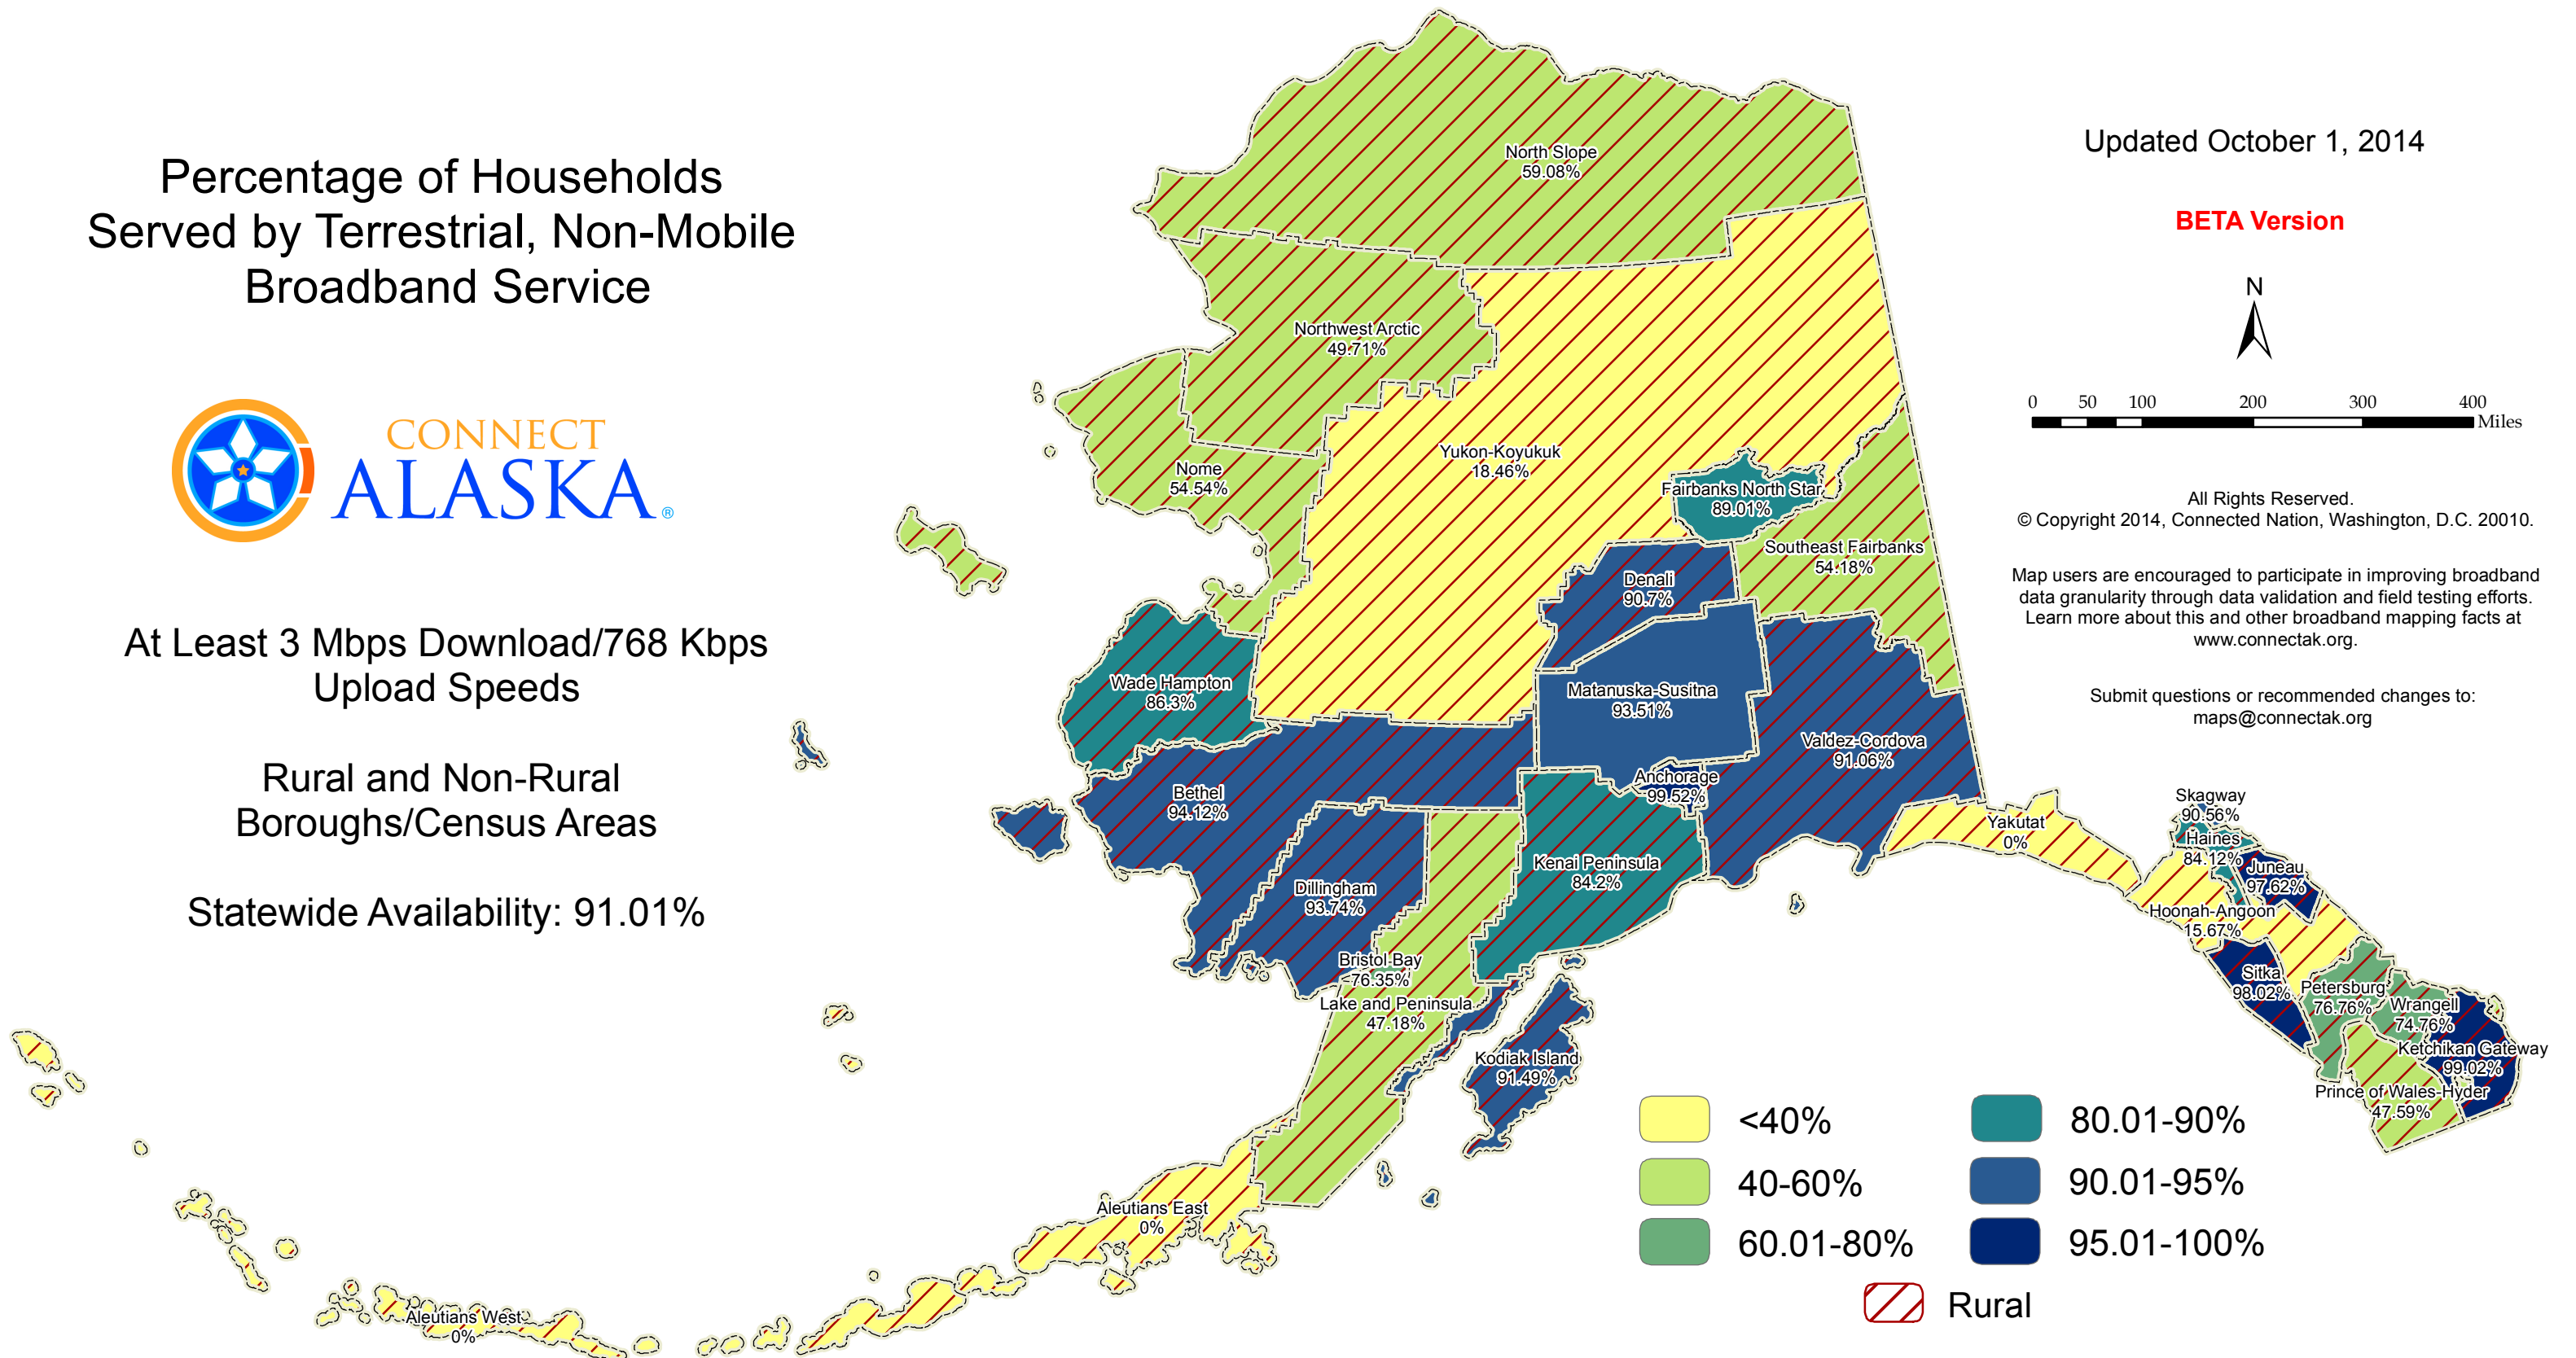 Percentage of Households
Served by Terrestrial, Non-Mobile
Broadband Service
CONNECT
ALASKA®
At Least 3 Mbps Download/768 Kbps
Upload Speeds
Rural and Non-Rural
Boroughs/Census Areas
Statewide Availability: 91.01%
North Slope
59.08%
Northwest Arctic
49.71%
Nome
54.54%
Yukon-Koyukuk
18.46%
Fairbanks North Star
89.01%
Southeast Fairbanks
54.18%
Denali
90.7%
Wade Hampton
86.3%
Matanuska-Susitna
93.51%
Valdez-Cordova
91.06%
Anchorage
99.52%
Bethel
94.12%
Dillingham
93.74%
Kenai Peninsula
84.2%
Bristol Bay
76.35%
Lake and Peninsula
47.18%
Kodiak Island
91.49%
Aleutians East
0%
Aleutians West
0%
Yakutat
0%
Skagway
90.56%
Haines
84.12%
Juneau
97.62%
Hoonah-Angoon
15.67%
Sitka
98.02%
Petersburg
76.76%
Wrangell
74.76%
Ketchikan Gateway
99.02%
Prince of Wales-Hyder
47.59%
Updated October 1, 2014
BETA Version
N
0 50 100 200 300 400
Miles
All Rights Reserved.
© Copyright 2014, Connected Nation, Washington, D.C. 20010.
Map users are encouraged to participate in improving broadband
data granularity through data validation and field testing efforts.
Learn more about this and other broadband mapping facts at
www.connectak.org.
Submit questions or recommended changes to:
maps@connectak.org
<40%
40-60%
60.01-80%
80.01-90%
90.01-95%
95.01-100%
Rural